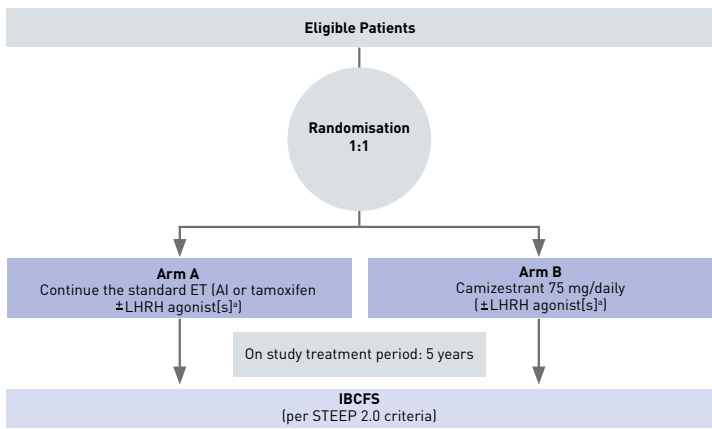 Eligible Patients
Randomisation
1:1
Arm A
Continue the standard ET (AI or tamoxifen
±LHRH agonist[s]ᵃ)
Arm B
Camizestrant 75 mg/daily
(±LHRH agonist[s]ᵃ)
On study treatment period: 5 years
IBCFS
(per STEEP 2.0 criteria)